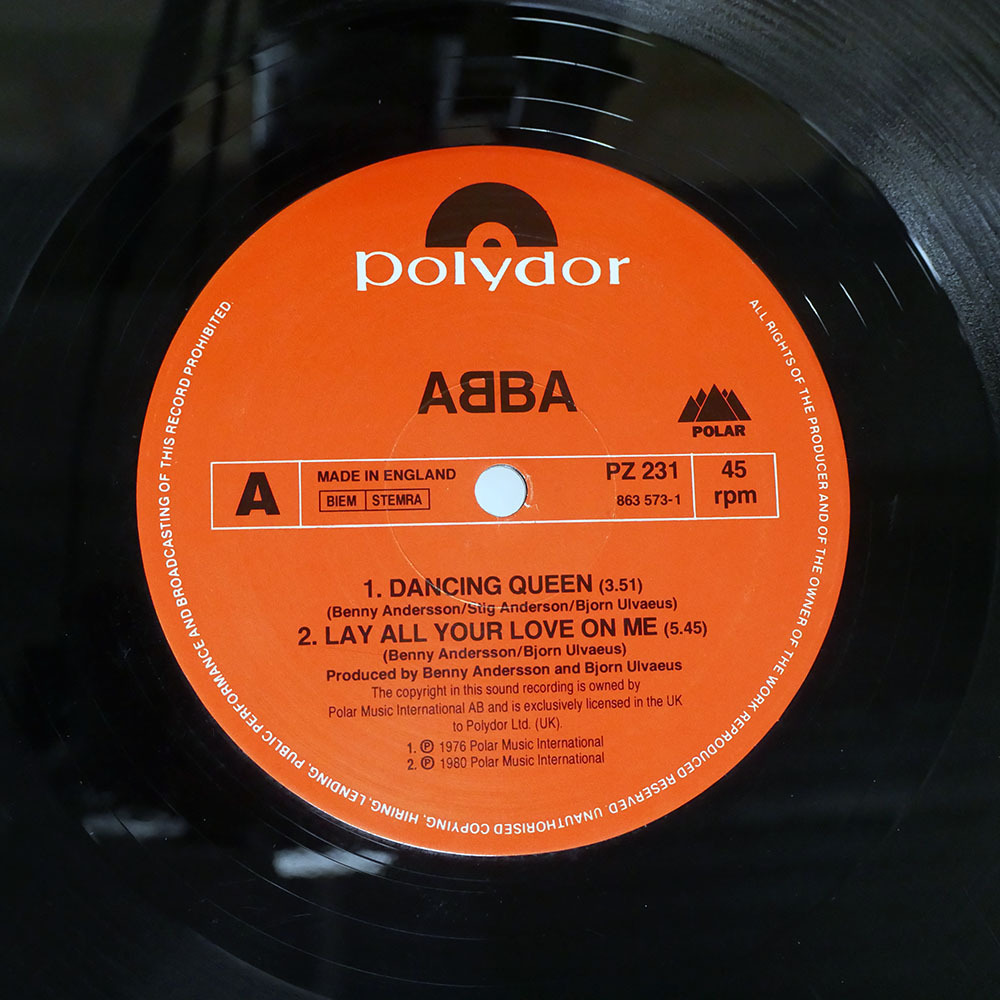 polydor
ABBA
POLAR
A
MADE IN ENGLAND
BIEM STEMRA
PZ 231
863 573-1
45
rpm
1. DANCING QUEEN (3.51)
(Benny Andersson/Stig Anderson/Bjorn Ulvaeus)
2. LAY ALL YOUR LOVE ON ME (5.45)
(Benny Andersson/Bjorn Ulvaeus)
Produced by Benny Andersson and Bjorn Ulvaeus
The copyright in this sound recording is owned by
Polar Music International AB and is exclusively licensed in the UK
to Polydor Ltd. (UK).
1. ℗ 1976 Polar Music International
2. ℗ 1980 Polar Music International
ALL RIGHTS OF THE PRODUCER AND OF THE OWNER OF THE WORK REPRODUCED RESERVED. UNAUTHORISED COPYING, HIRING, LENDING, PUBLIC PERFORMANCE AND BROADCASTING OF THIS RECORD PROHIBITED.